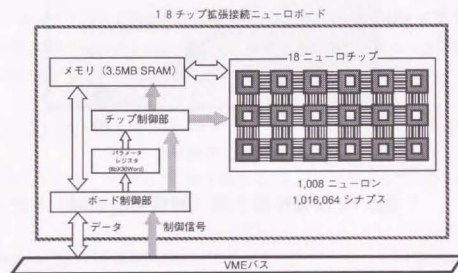 18チップ拡張接続ニューロボード
メモリ（3.5MB SRAM）
18ニューロチップ
チップ制御部
パラメータ
レジスタ
(8bX30Word)
1,008 ニューロン
1,016,064 シナプス
ボード制御部
データ
制御信号
VMEバス